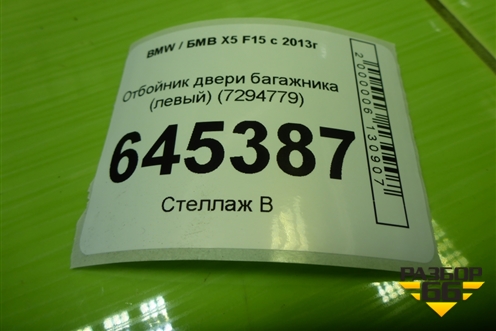 BMW / БМВ X5 F15 с 2013г
Отбойник двери багажника
(левый) (7294779)
645387
Стеллаж В
2000006130907
РАЗБОР
66